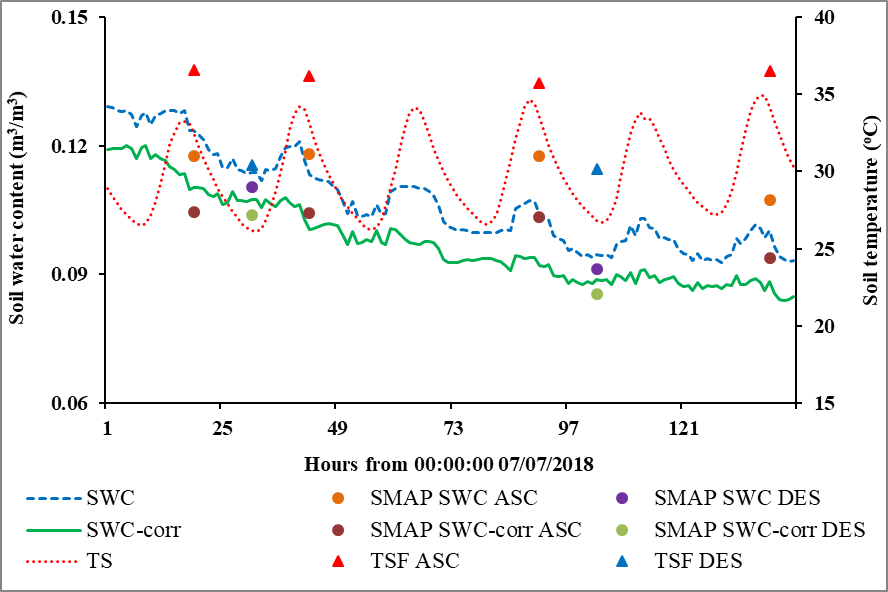 0.15
0.12
0.09
0.06
Soil water content (m³/m³)
40
35
30
25
20
15
Soil temperature (ºC)
1 25 49 73 97 121
Hours from 00:00:00 07/07/2018
SWC SMAP SWC ASC SMAP SWC DES
SWC-corr SMAP SWC-corr ASC SMAP SWC-corr DES
TS TSF ASC TSF DES